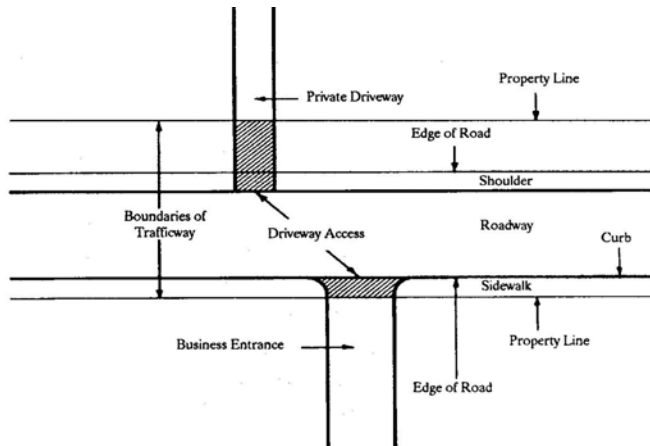 Property Line
Private Driveway
Edge of Road
Shoulder
Boundaries of
Trafficway
Driveway Access
Roadway
Curb
Sidewalk
Business Entrance
Property Line
Edge of Road